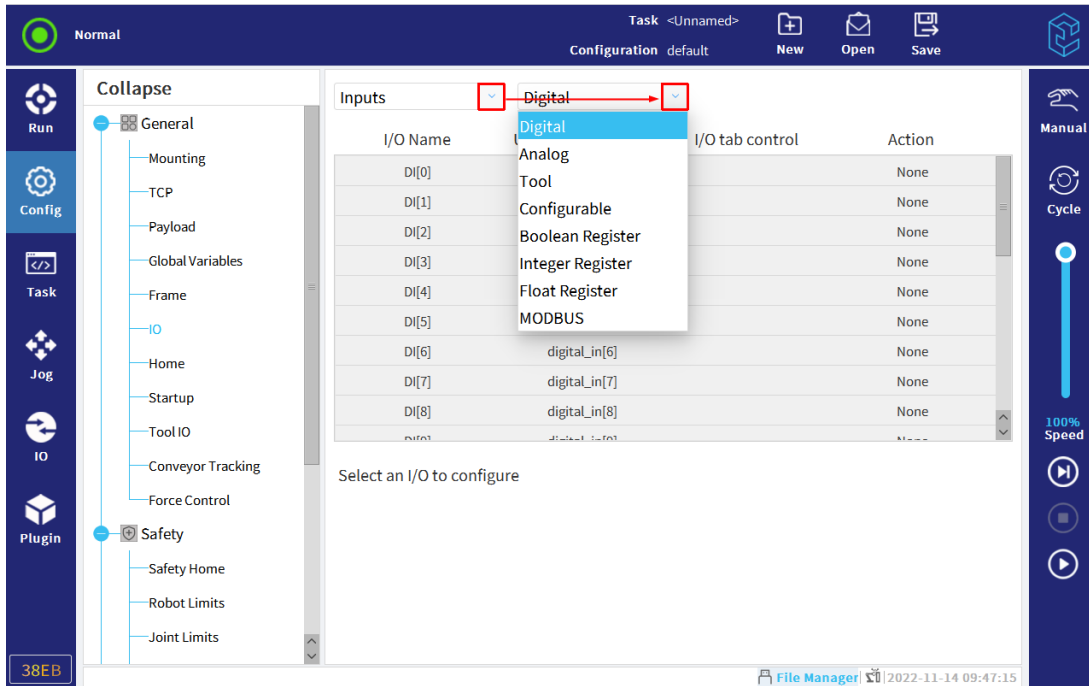 Normal
Task <Unnamed>
Configuration default
New
Open
Save
Run
Config
Task
Jog
IO
Plugin
38EB
Collapse
General
Mounting
TCP
Payload
Global Variables
Frame
IO
Home
Startup
Tool IO
Conveyor Tracking
Force Control
Safety
Safety Home
Robot Limits
Joint Limits
Inputs
Digital
Digital
Analog
Tool
Configurable
Boolean Register
Integer Register
Float Register
MODBUS
I/O Name I/O tab control Action
DI[0] None
DI[1] None
DI[2] None
DI[3] None
DI[4] None
DI[5] None
DI[6] digital_in[6] None
DI[7] digital_in[7] None
DI[8] digital_in[8] None
Select an I/O to configure
Manual
Cycle
100%
Speed
File Manager 2022-11-14 09:47:15